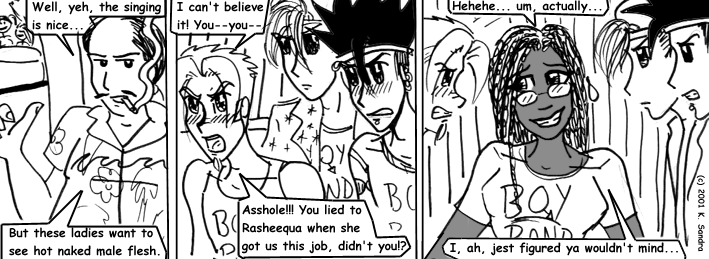 Well, yeh, the singing
is nice...
But these ladies want to
see hot naked male flesh.
I can't believe
it! You--you--
Asshole!!! You lied to
Rasheequa when she
got us this job, didn't you!?
Hehehe... um, actually...
I, ah, jest figured ya wouldn't mind...
BOY
BAND
(c) 2001 K. Sandra